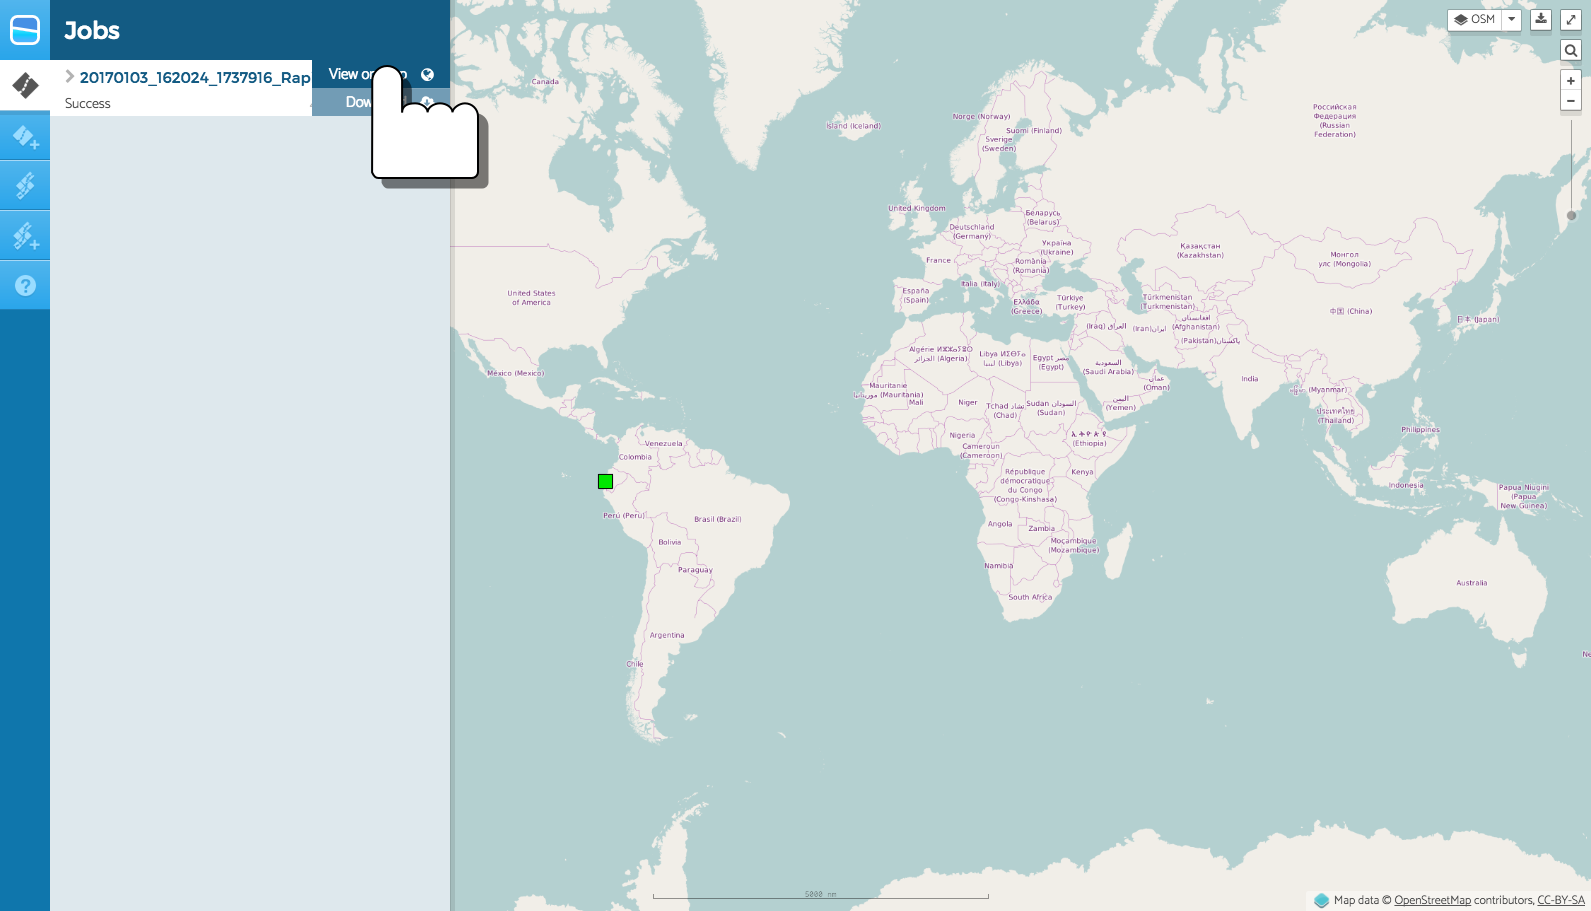 Jobs
20170103_162024_1737916_Rap
Success
View on
OSM
+
−
?
Canada
Ísland (Iceland)
Norge (Norway)
Suomi (Finland)
Sverige
(Sweden)
Российская
Федерация
(Russian
Federation)
United Kingdom
Беларусь
(Belarus)
Deutschland
(Germany)
Україна
(Ukraine)
France
România
(Romania)
Қазақстан
(Kazakhstan)
Монгол
улс (Mongolia)
United States
of America
España
(Spain)
Italia (Italy)
Ελλάδα
(Greece)
Türkiye
(Turkey)
Türkmenistan
(Turkmenistan)
中国 (China)
日本 (Japan)
(Iraq) العراق
(Iran) ایران
افغانستان
(Afghanistan)
(Pakistan) پاکستان
México (Mexico)
Algérie ⵍⵣⵣⴰⵢⴻⵔ
الجزائر (Algeria)
Libya ⵍⵉⴱⵢⴰ
ليبيا (Libya)
Egypt مصر
(Egypt)
السعودية
(Saudi Arabia)
عمان
(Oman)
India
(Myanmar)
Mauritanie
موريتانيا (Mauritania)
Mali
Niger
Tchad تشاد
(Chad)
Sudan السودان
(Sudan)
اليمن
(Yemen)
ประเทศไทย
(Thailand)
Philippines
Venezuela
Colombia
Nigeria
Cameroun
(Cameroon)
(Ethiopia)
Kenya
République
démocratique
du Congo
(Congo-Kinshasa)
Indonesia
Papua Niugini
(Papua
New Guinea)
Perú (Peru)
Brasil (Brazil)
Bolivia
Paraguay
Angola
Zambia
Moçambique
(Mozambique)
Namibia
South Africa
Australia
Argentina
Chile
Ne
5000 nm
Map data © OpenStreetMap contributors, CC-BY-SA